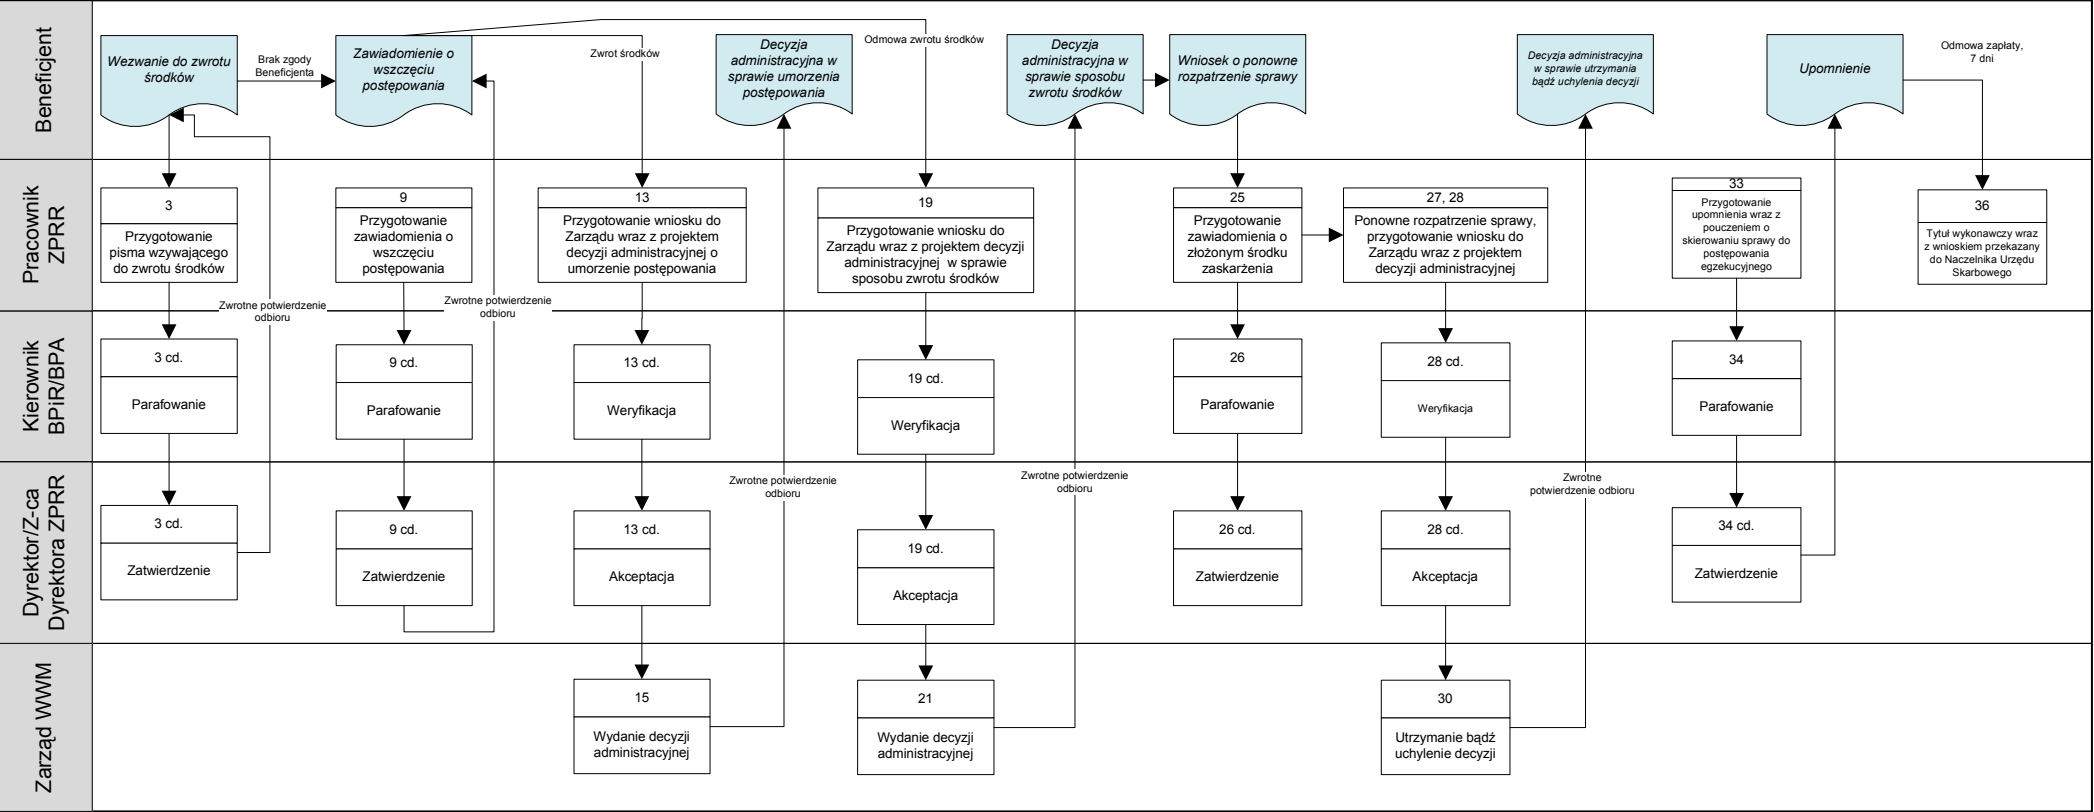 Beneficjent
Wezwanie do zwrotu
środków
Brak zgody
Beneficjenta
Zawiadomienie o
wszczęciu
postępowania
Zwrot środków
Decyzja
administracyjna w
sprawie umorzenia
postępowania
Odmowa zwrotu środków
Decyzja
administracyjna w
sprawie sposobu
zwrotu środków
Wniosek o ponowne
rozpatrzenie sprawy
Decyzja administracyjna
w sprawie utrzymania
bądź uchylenia decyzji
Upomnienie
Odmowa zapłaty,
7 dni
Pracownik
ZPRR
3
Przygotowanie
pisma wzywającego
do zwrotu środków
9
Przygotowanie
zawiadomienia o
wszczęciu
postępowania
13
Przygotowanie wniosku do
Zarządu wraz z projektem
decyzji administracyjnej o
umorzenie postępowania
19
Przygotowanie wniosku do
Zarządu wraz z projektem decyzji
administracyjnej w sprawie
sposobu zwrotu środków
25
Przygotowanie
zawiadomienia o
złożonym środku
zaskarżenia
27, 28
Ponowne rozpatrzenie sprawy,
przygotowanie wniosku do
Zarządu wraz z projektem
decyzji administracyjnej
33
Przygotowanie
upomnienia wraz z
pouczeniem o
skierowaniu sprawy do
postępowania
egzekucyjnego
36
Tytuł wykonawczy wraz
z wnioskiem przekazany
do Naczelnika Urzędu
Skarbowego
Zwrotne potwierdzenie
odbioru
Zwrotne potwierdzenie
odbioru
Kierownik
BPiR/BPA
3 cd.
Parafowanie
9 cd.
Parafowanie
13 cd.
Weryfikacja
19 cd.
Weryfikacja
26
Parafowanie
28 cd.
Weryfikacja
34
Parafowanie
Dyrektor/Z-ca
Dyrektora ZPRR
3 cd.
Zatwierdzenie
9 cd.
Zatwierdzenie
13 cd.
Akceptacja
Zwrotne potwierdzenie
odbioru
19 cd.
Akceptacja
Zwrotne potwierdzenie
odbioru
26 cd.
Zatwierdzenie
28 cd.
Akceptacja
Zwrotne
potwierdzenie odbioru
34 cd.
Zatwierdzenie
Zarząd WWM
15
Wydanie decyzji
administracyjnej
21
Wydanie decyzji
administracyjnej
30
Utrzymanie bądź
uchylenie decyzji